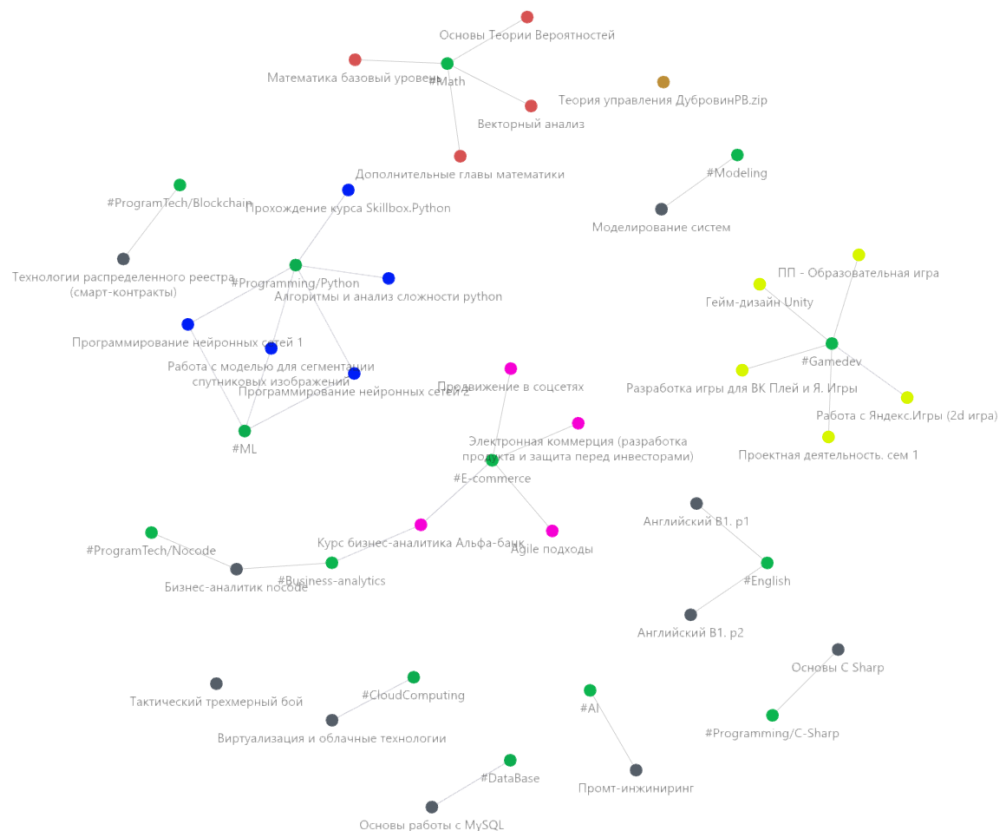 Основы Теории Вероятностей
Математика базовый уровень
#Math
Теория управления ДубровинРВ.zip
Векторный анализ
Дополнительные главы математики
#Modeling
#ProgramTech/Blockchain
Прохождение курса Skillbox.Python
Моделирование систем
Технологии распределенного реестра
(смарт-контракты)
#Programming/Python
Алгоритмы и анализ сложности python
ПП - Образовательная игра
Гейм-дизайн Unity
Программирование нейронных сетей 1
Работа с моделью для сегментации
спутниковых изображений
Программирование нейронных сетей 2
#Gamedev
Продвижение в соцсетях
Разработка игры для ВК Плей и Я. Игры
Работа с Яндекс.Игры (2d игра)
#ML
Электронная коммерция (разработка
продукта и защита перед инвесторами)
Проектная деятельность. сем 1
#E-commerce
Английский B1. p1
Курс бизнес-аналитика Альфа-банк
Agile подходы
#ProgramTech/Nocode
Бизнес-аналитик nocode
#Business-analytics
#English
Английский B1. p2
Основы C Sharp
Тактический трехмерный бой
#CloudComputing
#AI
Виртуализация и облачные технологии
#Programming/C-Sharp
#DataBase
Промт-инжиниринг
Основы работы с MySQL